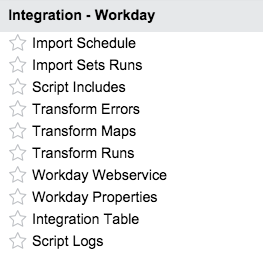 Integration - Workday
Import Schedule
Import Sets Runs
Script Includes
Transform Errors
Transform Maps
Transform Runs
Workday Webservice
Workday Properties
Integration Table
Script Logs